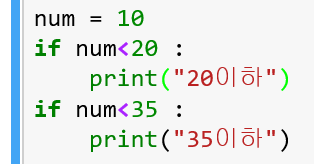 num = 10
if num<20 :
    print("20이하")
if num<35 :
    print("35이하")